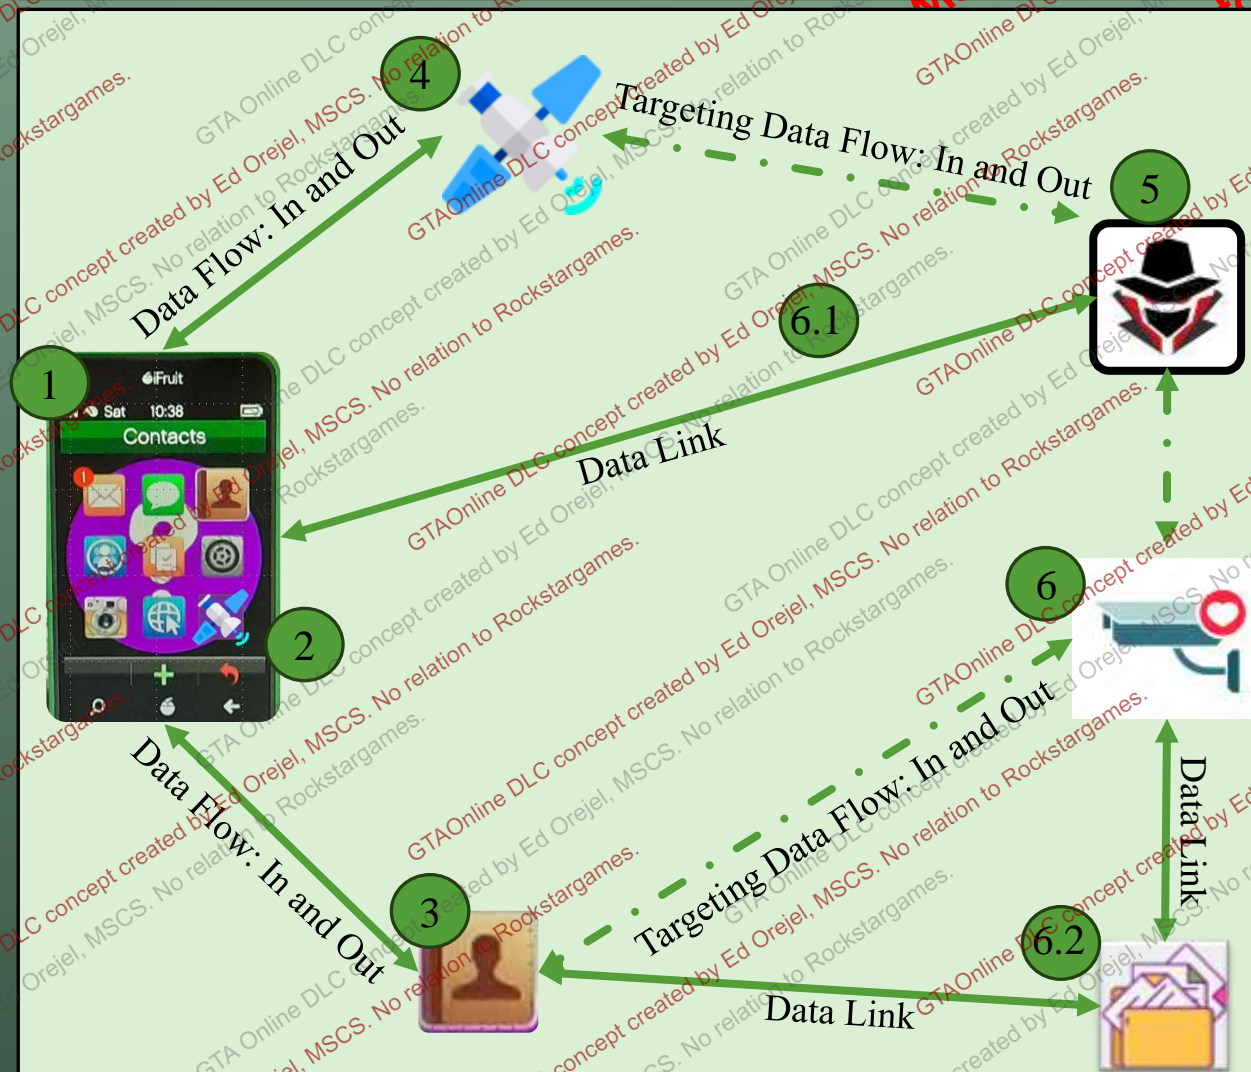 4
Targeting Data Flow: In and Out
5
Data Flow: In and Out
6.1
1
iFruit
Sat 10:38
Contacts
1
Data Link
6
2
Data Flow: In and Out
Targeting Data Flow: In and Out
Data Link
3
6.2
Data Link
GTAOnline DLC concept created by Ed Orejel, MSCS. No relation to Rockstargames.
GTA Online DLC concept created by Ed Orejel, MSCS. No relation to Rockstargames.